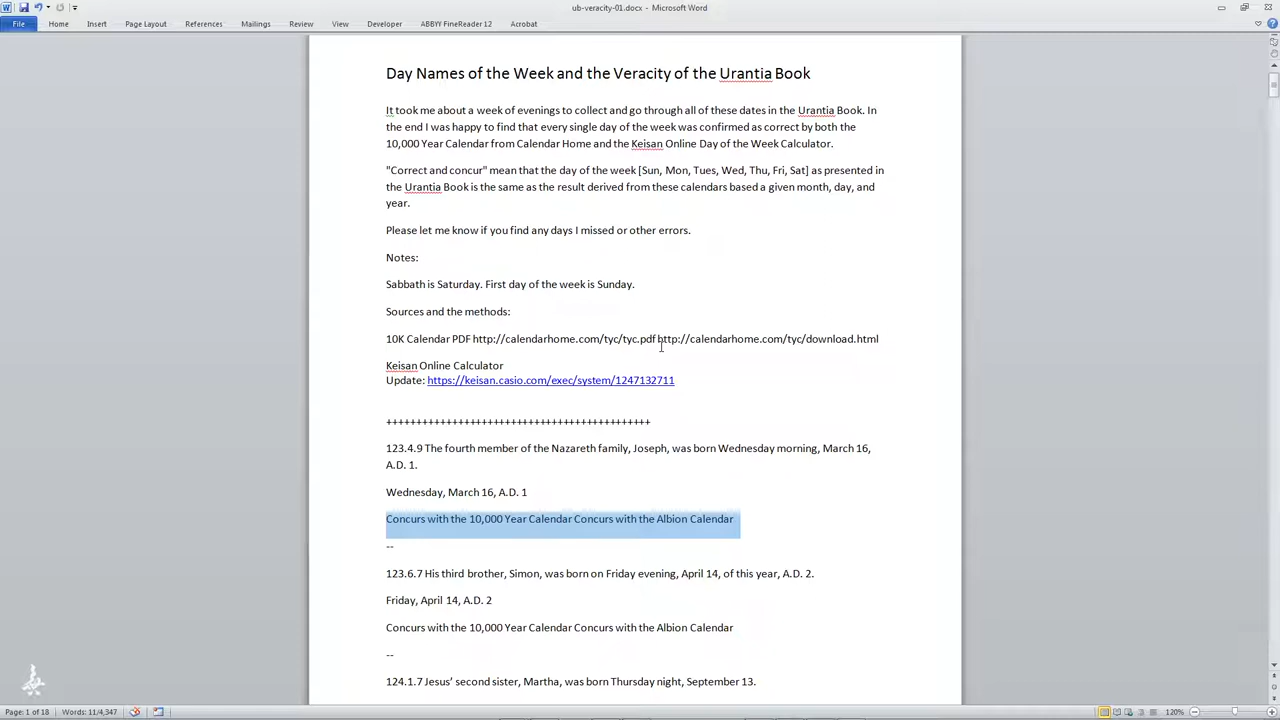 ub-veracity-01.docx - Microsoft Word
File Home Insert Page Layout References Mailings Review View Developer ABBYY FineReader 12 Acrobat
Day Names of the Week and the Veracity of the Urantia Book
It took me about a week of evenings to collect and go through all of these dates in the Urantia Book. In
the end I was happy to find that every single day of the week was confirmed as correct by both the
10,000 Year Calendar from Calendar Home and the Keisan Online Day of the Week Calculator.
"Correct and concur" mean that the day of the week [Sun, Mon, Tues, Wed, Thu, Fri, Sat] as presented in
the Urantia Book is the same as the result derived from these calendars based a given month, day, and
year.
Please let me know if you find any days I missed or other errors.
Notes:
Sabbath is Saturday. First day of the week is Sunday.
Sources and the methods:
10K Calendar PDF http://calendarhome.com/tyc/tyc.pdf http://calendarhome.com/tyc/download.html
Keisan Online Calculator
Update: https://keisan.casio.com/exec/system/1247132711
++++++++++++++++++++++++++++++++++++++++++++
123.4.9 The fourth member of the Nazareth family, Joseph, was born Wednesday morning, March 16,
A.D. 1.
Wednesday, March 16, A.D. 1
Concurs with the 10,000 Year Calendar Concurs with the Albion Calendar
--
123.6.7 His third brother, Simon, was born on Friday evening, April 14, of this year, A.D. 2.
Friday, April 14, A.D. 2
Concurs with the 10,000 Year Calendar Concurs with the Albion Calendar
--
124.1.7 Jesus’ second sister, Martha, was born Thursday night, September 13.
Page: 1 of 18 Words: 11/4,347 120%